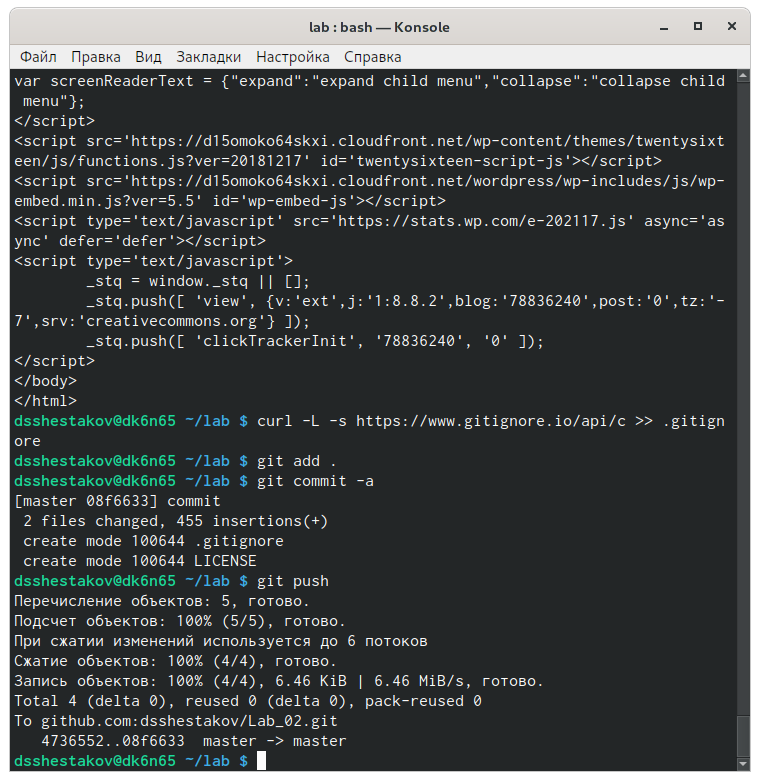 lab : bash — Konsole
Файл Правка Вид Закладки Настройка Справка
var screenReaderText = {"expand":"expand child menu","collapse":"collapse child
 menu"};
</script>
<script src='https://d15omoko64skxi.cloudfront.net/wp-content/themes/twentysixt
een/js/functions.js?ver=20181217' id='twentysixteen-script-js'></script>
<script src='https://d15omoko64skxi.cloudfront.net/wordpress/wp-includes/js/wp-
embed.min.js?ver=5.5' id='wp-embed-js'></script>
<script type='text/javascript' src='https://stats.wp.com/e-202117.js' async='as
ync' defer='defer'></script>
<script type='text/javascript'>
        _stq = window._stq || [];
        _stq.push([ 'view', {v:'ext',j:'1:8.8.2',blog:'78836240',post:'0',tz:'-
7',srv:'creativecommons.org'} ]);
        _stq.push([ 'clickTrackerInit', '78836240', '0' ]);
</script>
</body>
</html>
dsshestakov@dk6n65 ~/lab $ curl -L -s https://www.gitignore.io/api/c >> .gitign
ore
dsshestakov@dk6n65 ~/lab $ git add .
dsshestakov@dk6n65 ~/lab $ git commit -a
[master 08f6633] commit
 2 files changed, 455 insertions(+)
 create mode 100644 .gitignore
 create mode 100644 LICENSE
dsshestakov@dk6n65 ~/lab $ git push
Перечисление объектов: 5, готово.
Подсчет объектов: 100% (5/5), готово.
При сжатии изменений используется до 6 потоков
Сжатие объектов: 100% (4/4), готово.
Запись объектов: 100% (4/4), 6.46 KiB | 6.46 MiB/s, готово.
Total 4 (delta 0), reused 0 (delta 0), pack-reused 0
To github.com:dsshestakov/Lab_02.git
   4736552..08f6633  master -> master
dsshestakov@dk6n65 ~/lab $